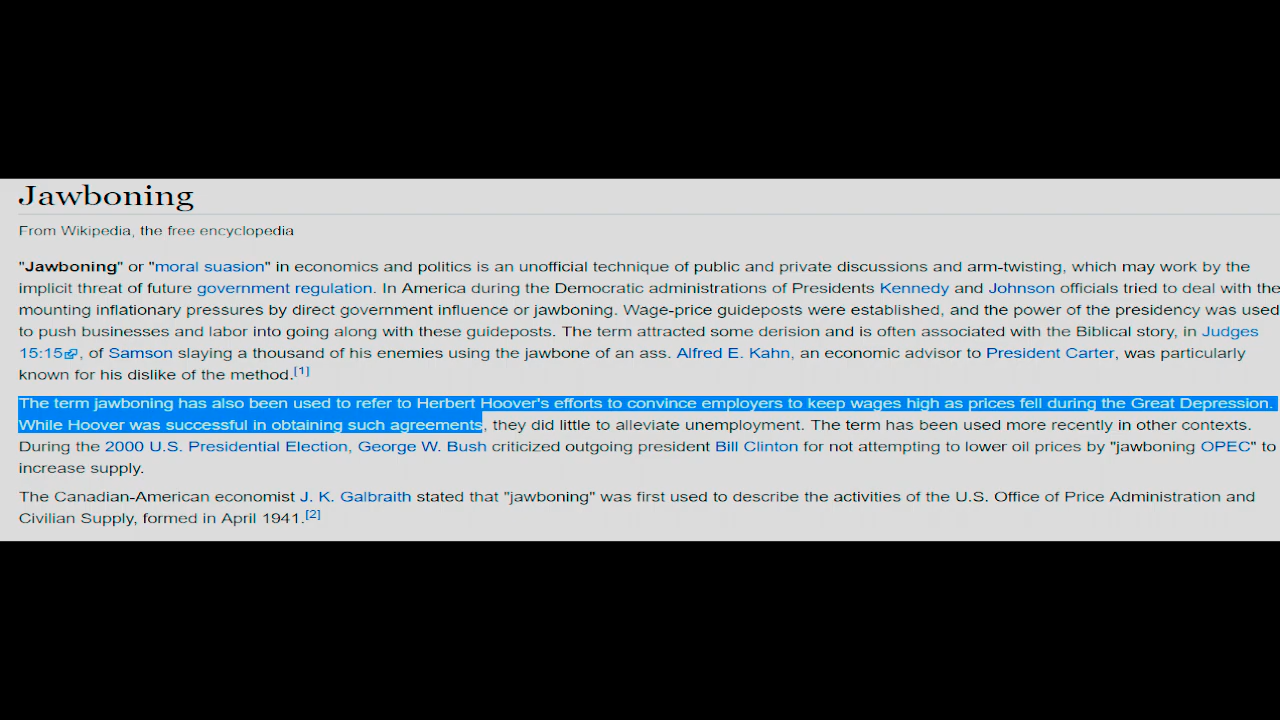 Jawboning
From Wikipedia, the free encyclopedia
"Jawboning" or "moral suasion" in economics and politics is an unofficial technique of public and private discussions and arm-twisting, which may work by the
implicit threat of future government regulation. In America during the Democratic administrations of Presidents Kennedy and Johnson officials tried to deal with the
mounting inflationary pressures by direct government influence or jawboning. Wage-price guideposts were established, and the power of the presidency was used
to push businesses and labor into going along with these guideposts. The term attracted some derision and is often associated with the Biblical story, in Judges
15:15, of Samson slaying a thousand of his enemies using the jawbone of an ass. Alfred E. Kahn, an economic advisor to President Carter, was particularly
known for his dislike of the method.[1]
The term jawboning has also been used to refer to Herbert Hoover's efforts to convince employers to keep wages high as prices fell during the Great Depression.
While Hoover was successful in obtaining such agreements, they did little to alleviate unemployment. The term has been used more recently in other contexts.
During the 2000 U.S. Presidential Election, George W. Bush criticized outgoing president Bill Clinton for not attempting to lower oil prices by "jawboning OPEC" to
increase supply.
The Canadian-American economist J. K. Galbraith stated that "jawboning" was first used to describe the activities of the U.S. Office of Price Administration and
Civilian Supply, formed in April 1941.[2]